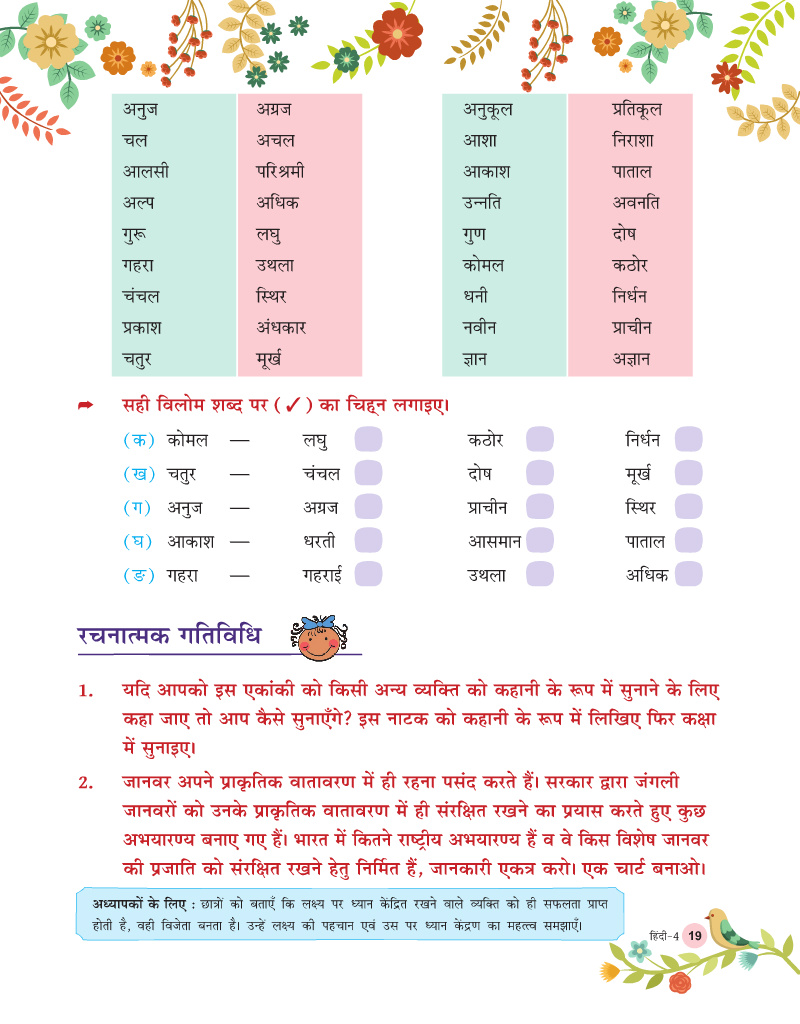 अनुज अग्रज अनुकूल प्रतिकूल
चल अचल आशा निराशा
आलसी परिश्रमी आकाश पाताल
अल्प अधिक उन्नति अवनति
गुरू लघु गुण दोष
गहरा उथला कोमल कठोर
चंचल स्थिर धनी निर्धन
प्रकाश अंधकार नवीन प्राचीन
चतुर मूर्ख ज्ञान अज्ञान
➦ सही विलोम शब्द पर (✓) का चिह्न लगाइए।
(क) कोमल — लघु कठोर निर्धन
(ख) चतुर — चंचल दोष मूर्ख
(ग) अनुज — अग्रज प्राचीन स्थिर
(घ) आकाश — धरती आसमान पाताल
(ङ) गहरा — गहराई उथला अधिक
रचनात्मक गतिविधि
1. यदि आपको इस एकांकी को किसी अन्य व्यक्ति को कहानी के रूप में सुनाने के लिए
कहा जाए तो आप कैसे सुनाएँगे? इस नाटक को कहानी के रूप में लिखिए फिर कक्षा
में सुनाइए।
2. जानवर अपने प्राकृतिक वातावरण में ही रहना पसंद करते हैं। सरकार द्वारा जंगली
जानवरों को उनके प्राकृतिक वातावरण में ही संरक्षित रखने का प्रयास करते हुए कुछ
अभयारण्य बनाए गए हैं। भारत में कितने राष्ट्रीय अभयारण्य हैं व वे किस विशेष जानवर
की प्रजाति को संरक्षित रखने हेतु निर्मित हैं, जानकारी एकत्र करो। एक चार्ट बनाओ।
अध्यापकों के लिए : छात्रों को बताएँ कि लक्ष्य पर ध्यान केंद्रित रखने वाले व्यक्ति को ही सफलता प्राप्त
होती है, वही विजेता बनता है। उन्हें लक्ष्य की पहचान एवं उस पर ध्यान केंद्रण का महत्त्व समझाएँ।
हिंदी-4 19